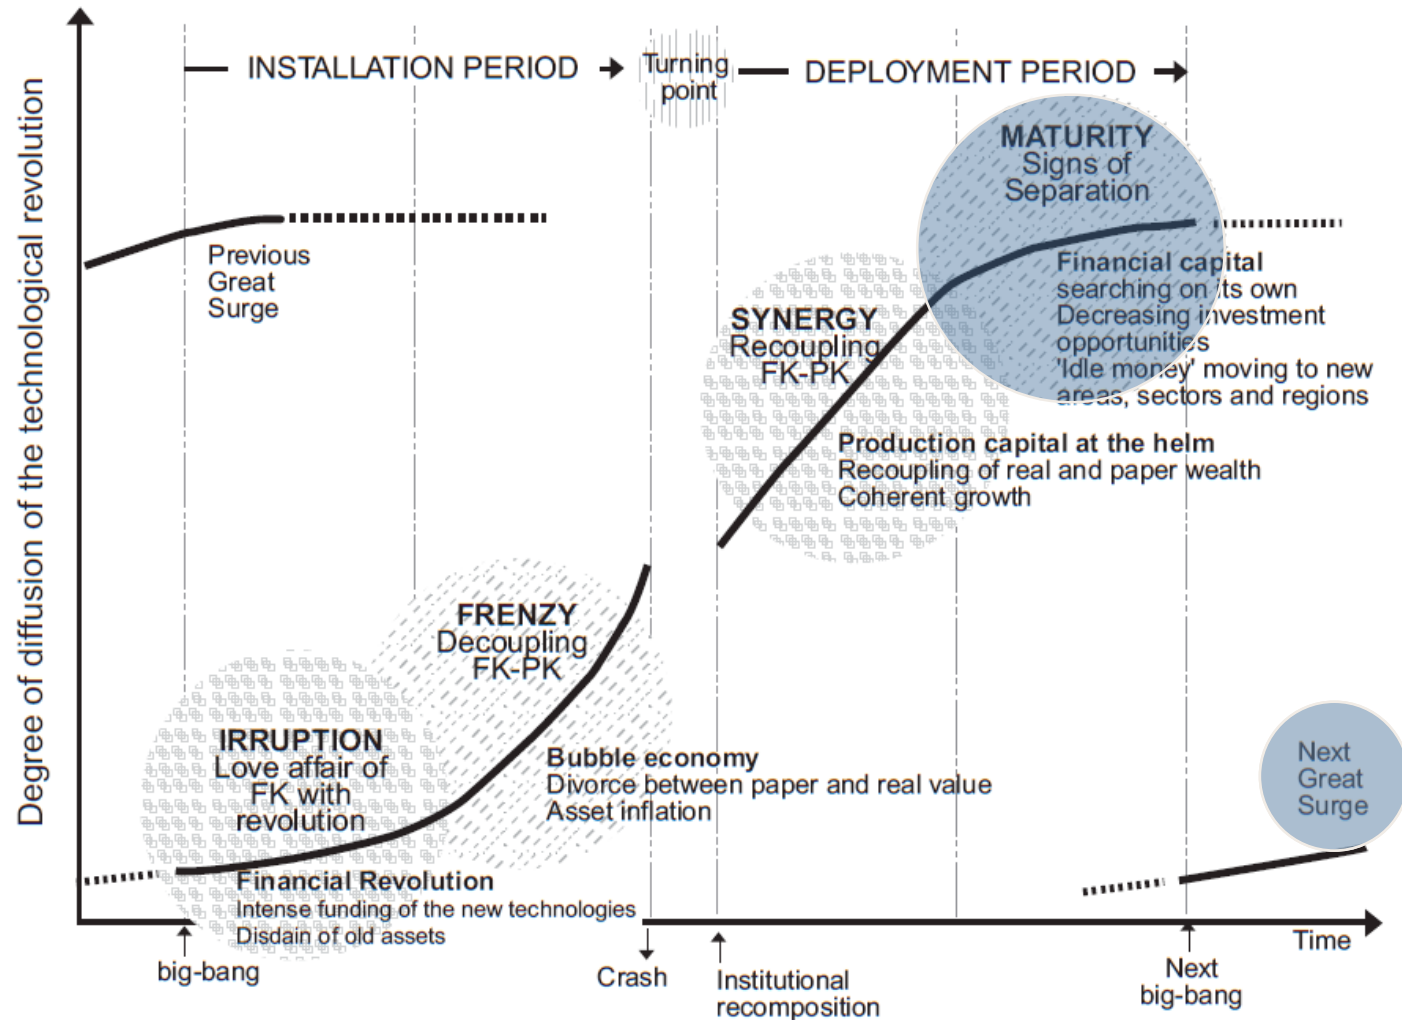 Degree of diffusion of the technological revolution
INSTALLATION PERIOD
Turning
point
DEPLOYMENT PERIOD
MATURITY
Signs of
Separation
Previous
Great
Surge
Financial capital
searching on its own
Decreasing investment
opportunities
'Idle money' moving to new
areas, sectors and regions
SYNERGY
Recoupling
FK-PK
Production capital at the helm
Recoupling of real and paper wealth
Coherent growth
FRENZY
Decoupling
FK-PK
Bubble economy
Divorce between paper and real value
Asset inflation
IRRUPTION
Love affair of
FK with
revolution
Financial Revolution
Intense funding of the new technologies
Disdain of old assets
Next
Great
Surge
Time
big-bang
Crash
Institutional
recomposition
Next
big-bang